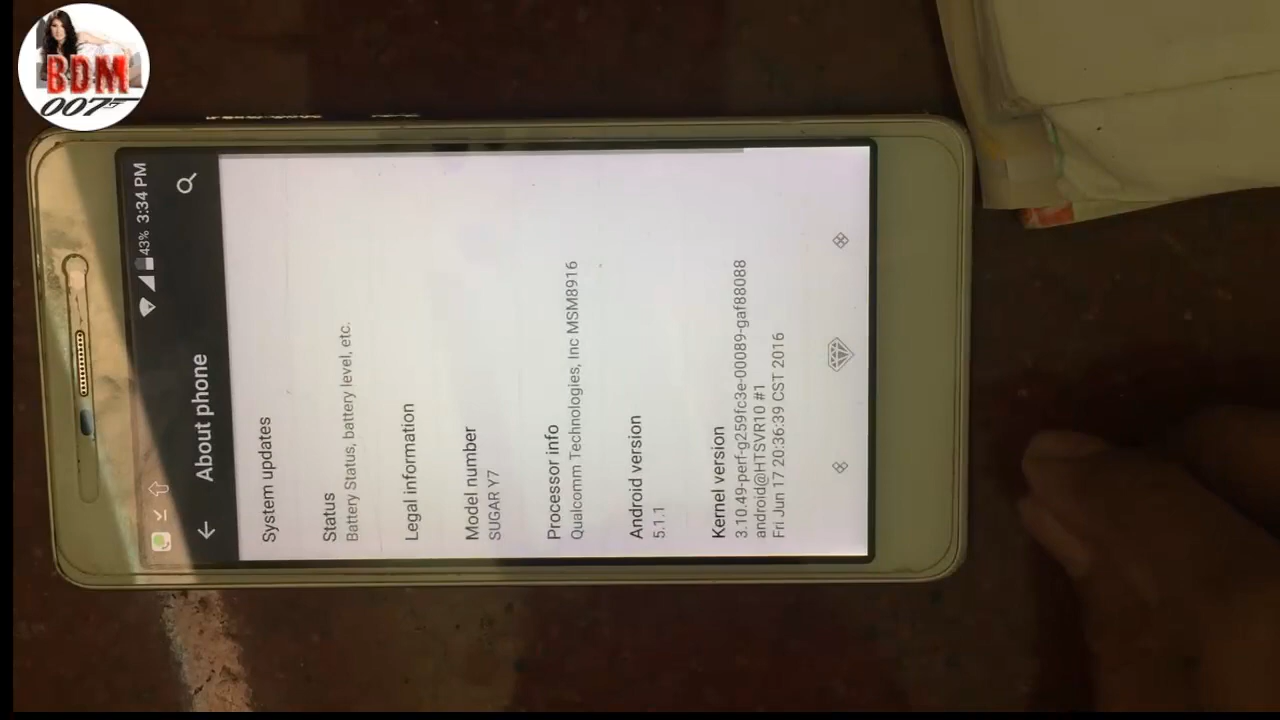 BDM
007
43% 3:34 PM
About phone
System updates
Status
Battery Status, battery level, etc.
Legal information
Model number
SUGAR Y7
Processor info
Qualcomm Technologies, Inc MSM8916
Android version
5.1.1
Kernel version
3.10.49-perf-g259fc3e-00089-gaf88088
android@HTSVR10 #1
Fri Jun 17 20:36:39 CST 2016